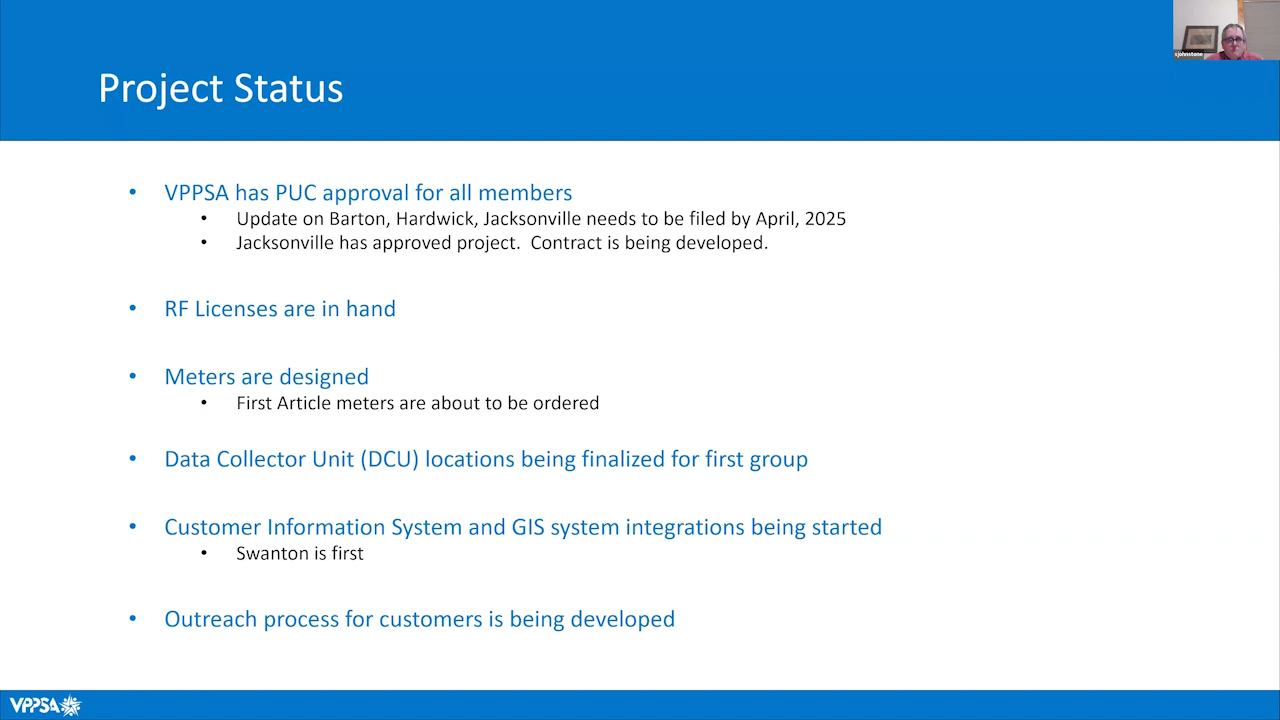 sjohnstone
Project Status
• VPPSA has PUC approval for all members
• Update on Barton, Hardwick, Jacksonville needs to be filed by April, 2025
• Jacksonville has approved project.  Contract is being developed.
• RF Licenses are in hand
• Meters are designed
• First Article meters are about to be ordered
• Data Collector Unit (DCU) locations being finalized for first group
• Customer Information System and GIS system integrations being started
• Swanton is first
• Outreach process for customers is being developed
VPPSA